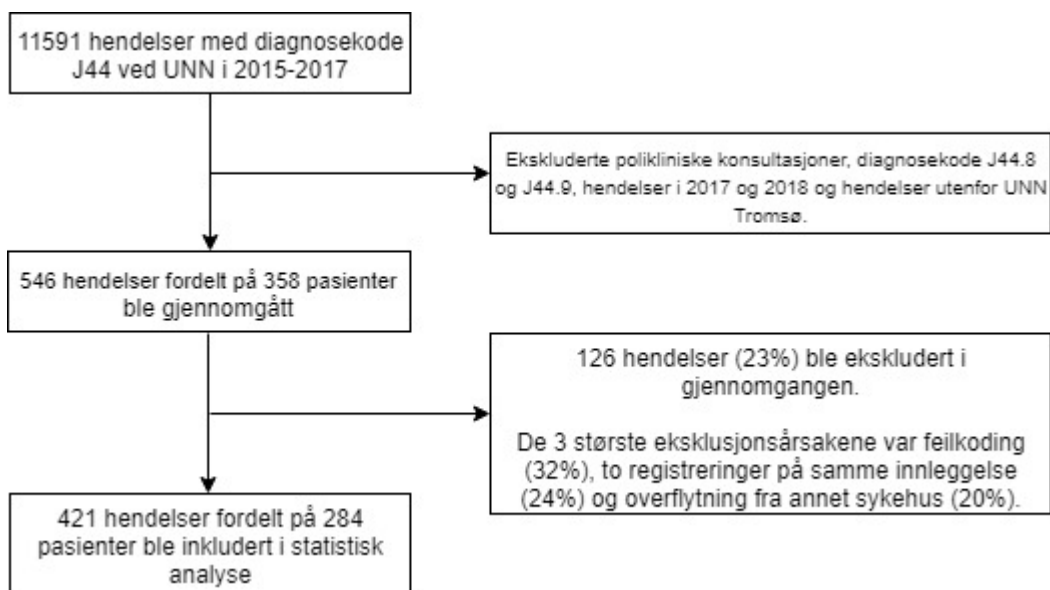 11591 hendelser med diagnosekode
J44 ved UNN i 2015-2017
Ekskluderte polikliniske konsultasjoner, diagnosekode J44.8
og J44.9, hendelser i 2017 og 2018 og hendelser utenfor UNN
Tromsø.
546 hendelser fordelt på 358 pasienter
ble gjennomgått
126 hendelser (23%) ble ekskludert i
gjennomgangen.
De 3 største eksklusjonsårsakene var feilkoding
(32%), to registreringer på samme innleggelse
(24%) og overflytning fra annet sykehus (20%).
421 hendelser fordelt på 284
pasienter ble inkludert i statistisk
analyse